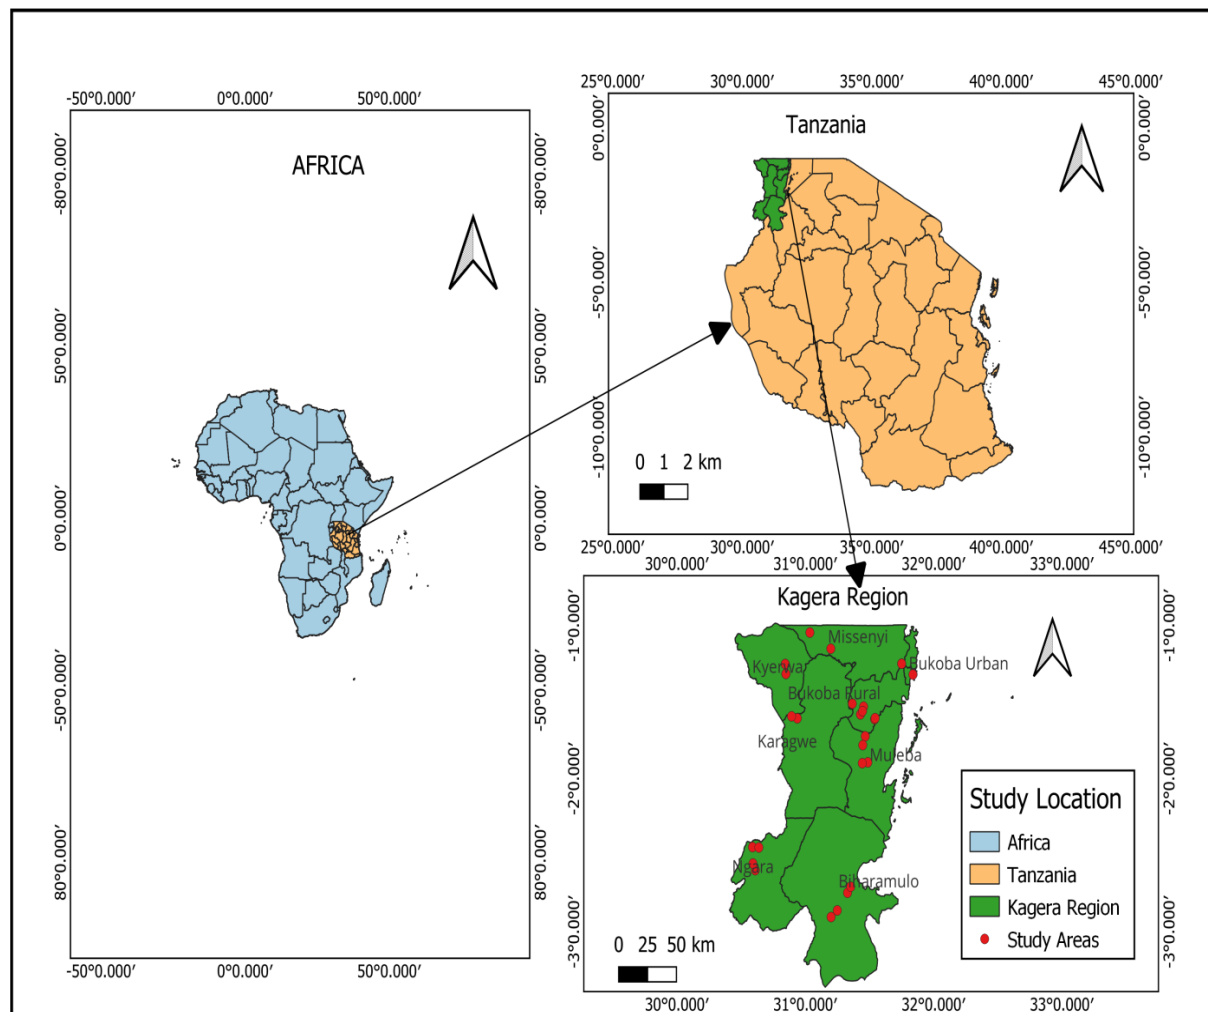 -50°0.000′ 0°0.000′ 50°0.000′
AFRICA
-80°0.000′
50°0.000′
0°0.000′
-50°0.000′
80°0.000′
-80°0.000′
50°0.000′
0°0.000′
-50°0.000′
80°0.000′
-50°0.000′ 0°0.000′ 50°0.000′
25°0.000′ 30°0.000′ 35°0.000′ 40°0.000′ 45°0.000′
Tanzania
0°0.000′
-5°0.000′
-10°0.000′
0°0.000′
-5°0.000′
-10°0.000′
0 1 2 km
25°0.000′ 30°0.000′ 35°0.000′ 40°0.000′ 45°0.000′
30°0.000′ 31°0.000′ 32°0.000′ 33°0.000′
Kagera Region
-1°0.000′
-2°0.000′
-3°0.000′
-1°0.000′
-2°0.000′
-3°0.000′
Missenyi
Kyerwa
Bukoba Urban
Bukoba Rural
Karagwe
Muleba
Ngara
Biharamulo
0 25 50 km
30°0.000′ 31°0.000′ 32°0.000′ 33°0.000′
Study Location
Africa
Tanzania
Kagera Region
Study Areas